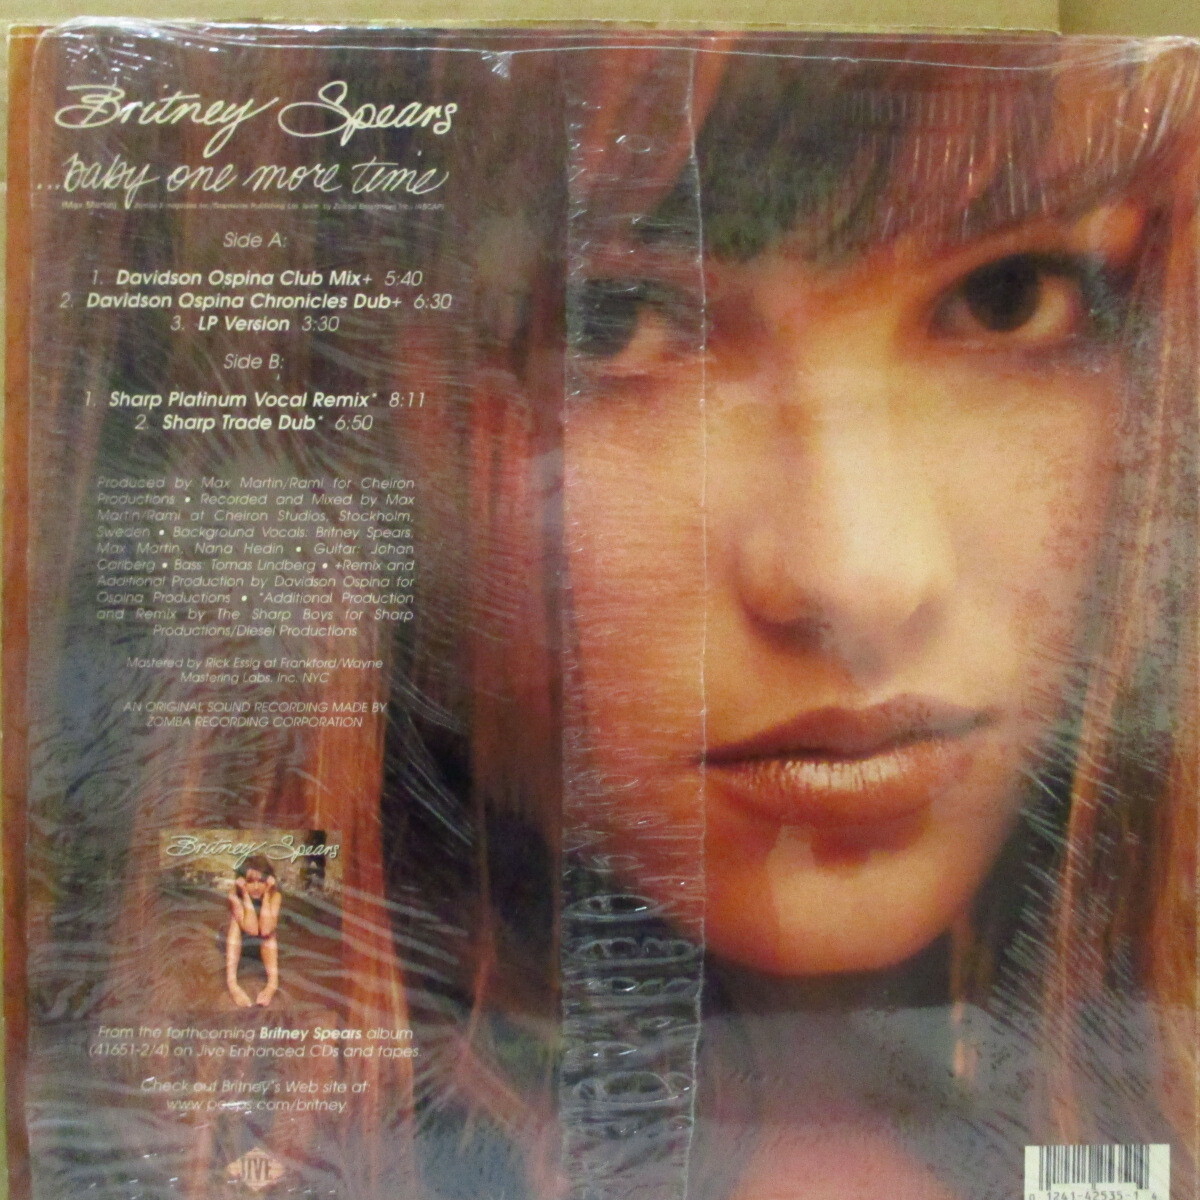 Britney Spears
...baby one more time
(Max Martin)
Side A:
1. Davidson Ospina Club Mix+ 5:40
2. Davidson Ospina Chronicles Dub+ 6:30
3. LP Version 3:30
Side B:
1. Sharp Platinum Vocal Remix* 8:11
2. Sharp Trade Dub* 6:50
Produced by Max Martin/Rami for Cheiron
Productions • Recorded and Mixed by Max
Martin/Rami at Cheiron Studios, Stockholm,
Sweden • Background Vocals: Britney Spears,
Max Martin, Nana Hedin • Guitar: Johan
Carlberg • Bass: Tomas Lindberg • +Remix and
Additional Production by Davidson Ospina for
Ospina Productions • *Additional Production
and Remix by The Sharp Boys for Sharp
Productions/Diesel Productions
Mastered by Rick Essig at Frankford/Wayne
Mastering Labs, Inc. NYC
AN ORIGINAL SOUND RECORDING MADE BY
ZOMBA RECORDING CORPORATION
Britney Spears
From the forthcoming Britney Spears album
(41651-2/4) on Jive Enhanced CDs and tapes
Check out Britney's Web site at
www.peeps.com/britney
JIVE
0 1241-42535-1